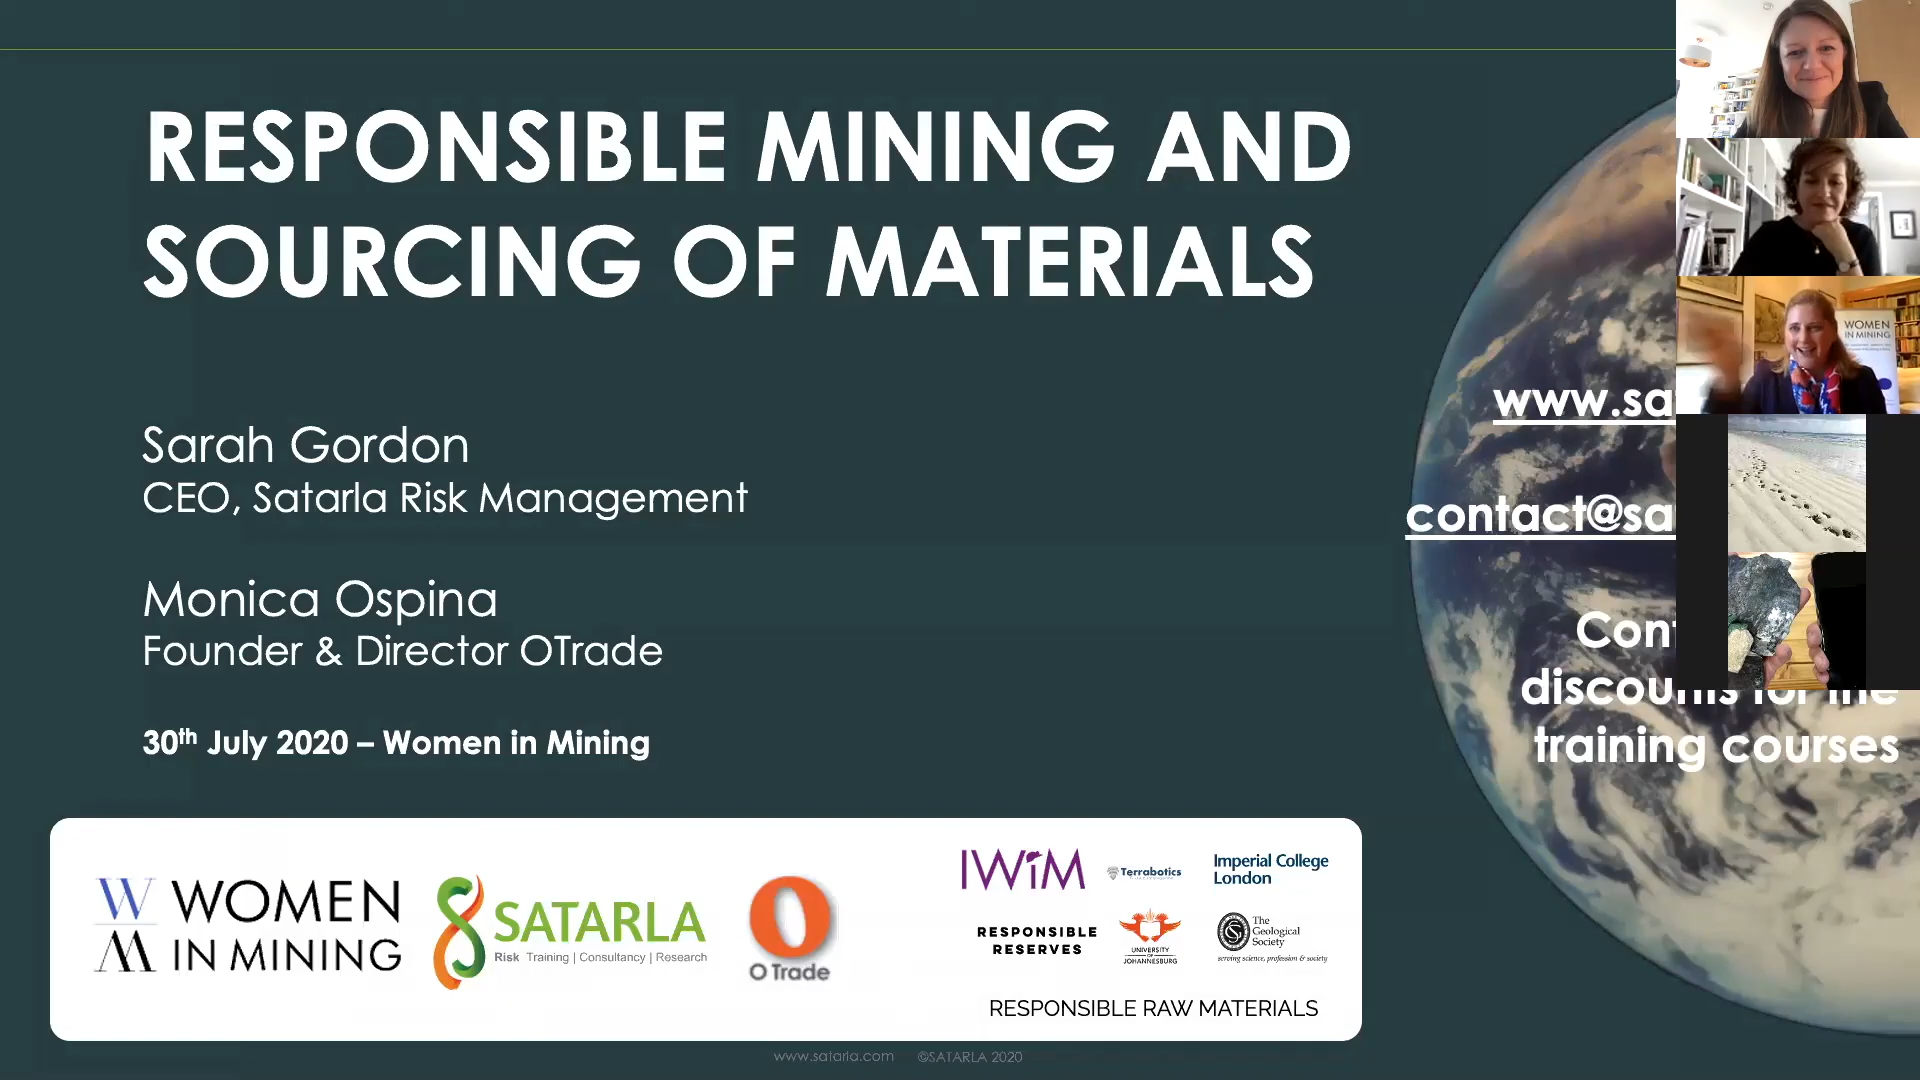 RESPONSIBLE MINING AND
SOURCING OF MATERIALS
Sarah Gordon
CEO, Satarla Risk Management
Monica Ospina
Founder & Director OTrade
30th July 2020 – Women in Mining
www.sa
contact@sa
Con
discounts for the
training courses
WOMEN
IN MINING
W
M
WOMEN
IN MINING
SATARLA
Risk Training | Consultancy | Research
O Trade
IWiM
Terrabotics
Imperial College
London
RESPONSIBLE
RESERVES
UNIVERSITY
OF
JOHANNESBURG
The
Geological
Society
serving science, profession & society
RESPONSIBLE RAW MATERIALS
www.satarla.com ©SATARLA 2020